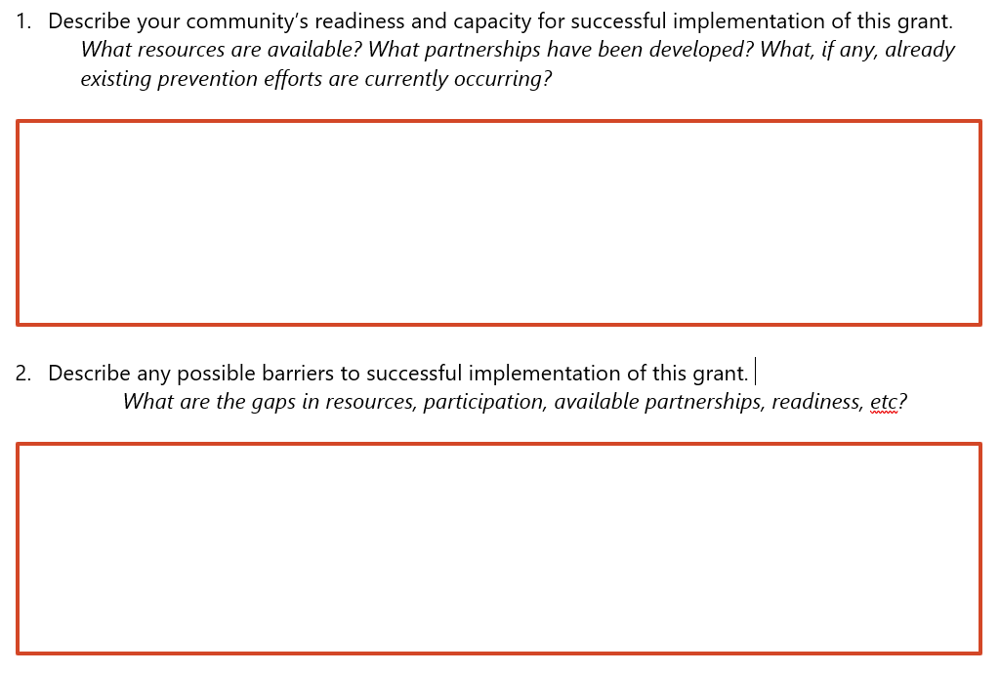 1. Describe your community’s readiness and capacity for successful implementation of this grant.
What resources are available? What partnerships have been developed? What, if any, already
existing prevention efforts are currently occurring?
2. Describe any possible barriers to successful implementation of this grant.
What are the gaps in resources, participation, available partnerships, readiness, etc?